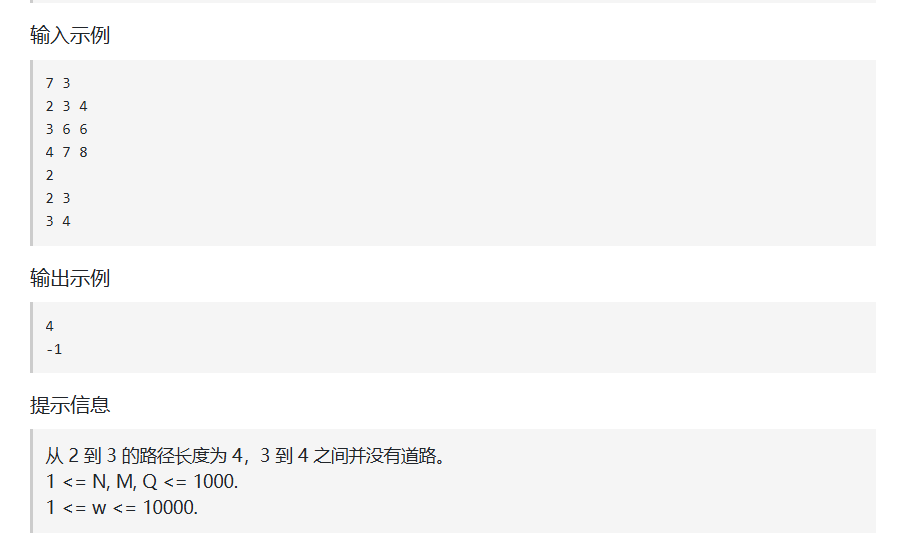 输入示例
7 3
2 3 4
3 6 6
4 7 8
2
2 3
3 4
输出示例
4
-1
提示信息
从 2 到 3 的路径长度为 4，3 到 4 之间并没有道路。
1 <= N, M, Q <= 1000.
1 <= w <= 10000.